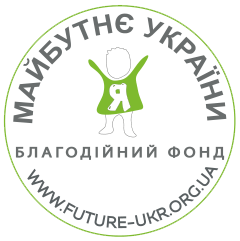 МАЙБУТНЄ УКРАЇНИ
Я
БЛАГОДІЙНИЙ ФОНД
WWW.FUTURE-UKR.ORG.UA